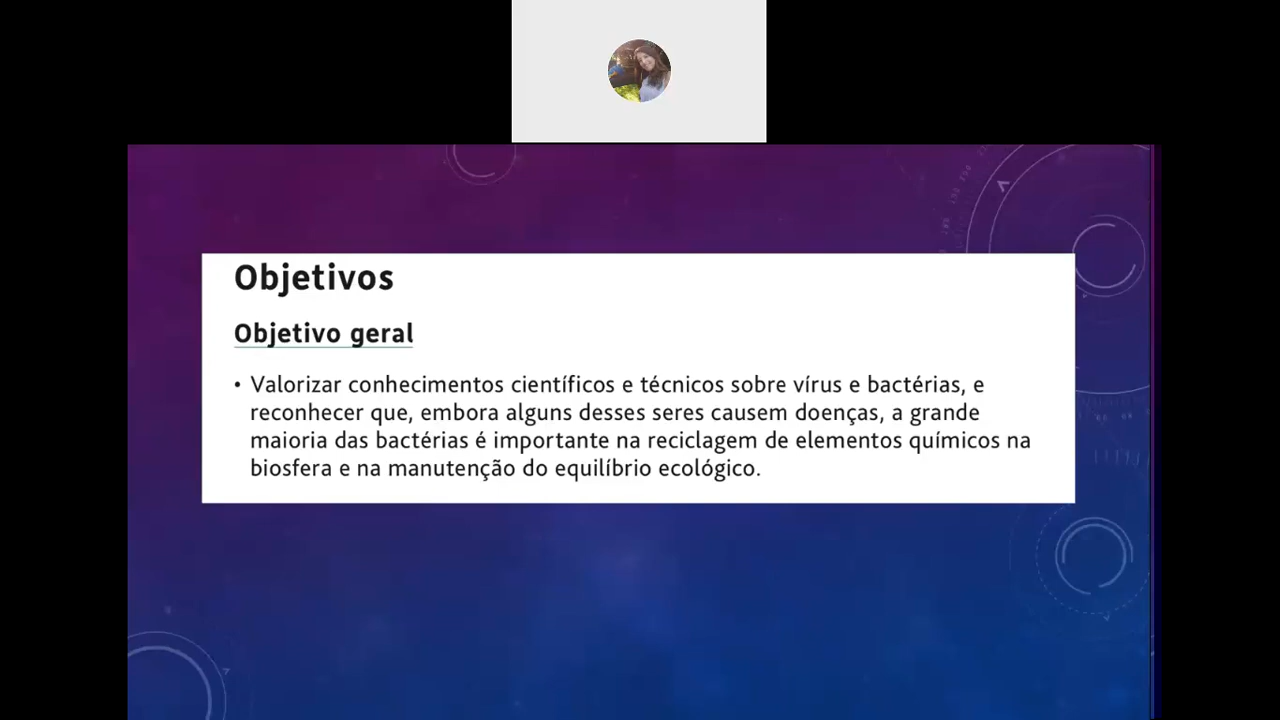 Objetivos
Objetivo geral
• Valorizar conhecimentos científicos e técnicos sobre vírus e bactérias, e
reconhecer que, embora alguns desses seres causem doenças, a grande
maioria das bactérias é importante na reciclagem de elementos químicos na
biosfera e na manutenção do equilíbrio ecológico.